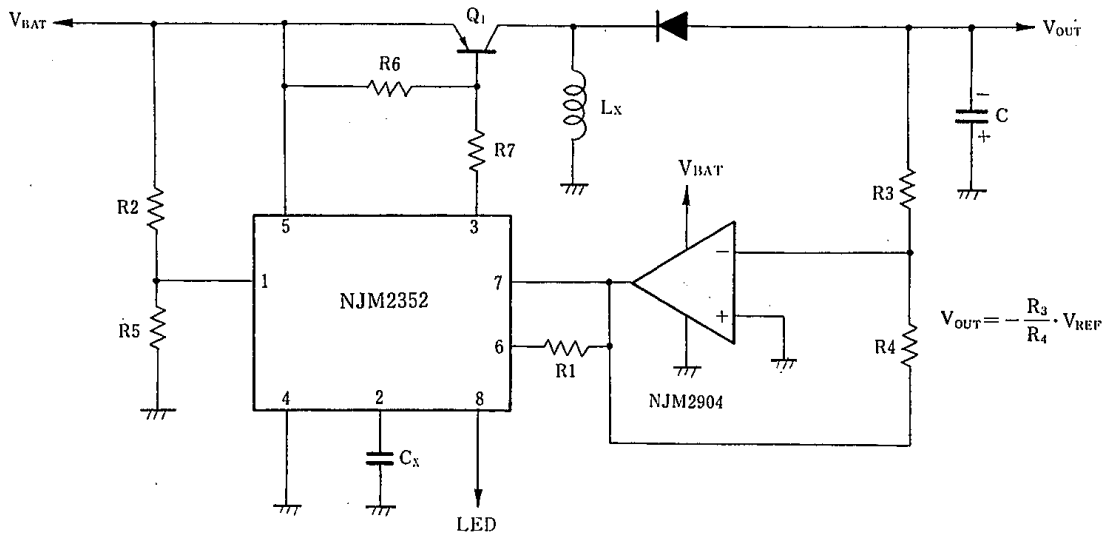 VBAT
Q1
VOUT
R6
LX
− C +
R7
VBAT
R3
R2
5 3
1 NJM2352 7
−
+
VOUT=−R3/R4·VREF
R5
6
R1
R4
4 2 8
NJM2904
CX
LED